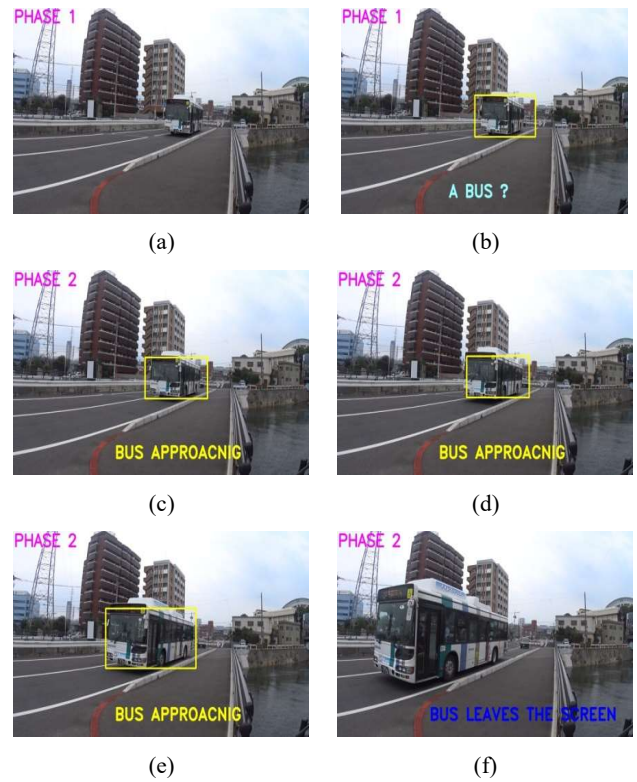 PHASE 1
PHASE 1
A BUS ?
(a)
(b)
PHASE 2
PHASE 2
BUS APPROACNIG
BUS APPROACNIG
(c)
(d)
PHASE 2
PHASE 2
BUS APPROACNIG
BUS LEAVES THE SCREEN
(e)
(f)